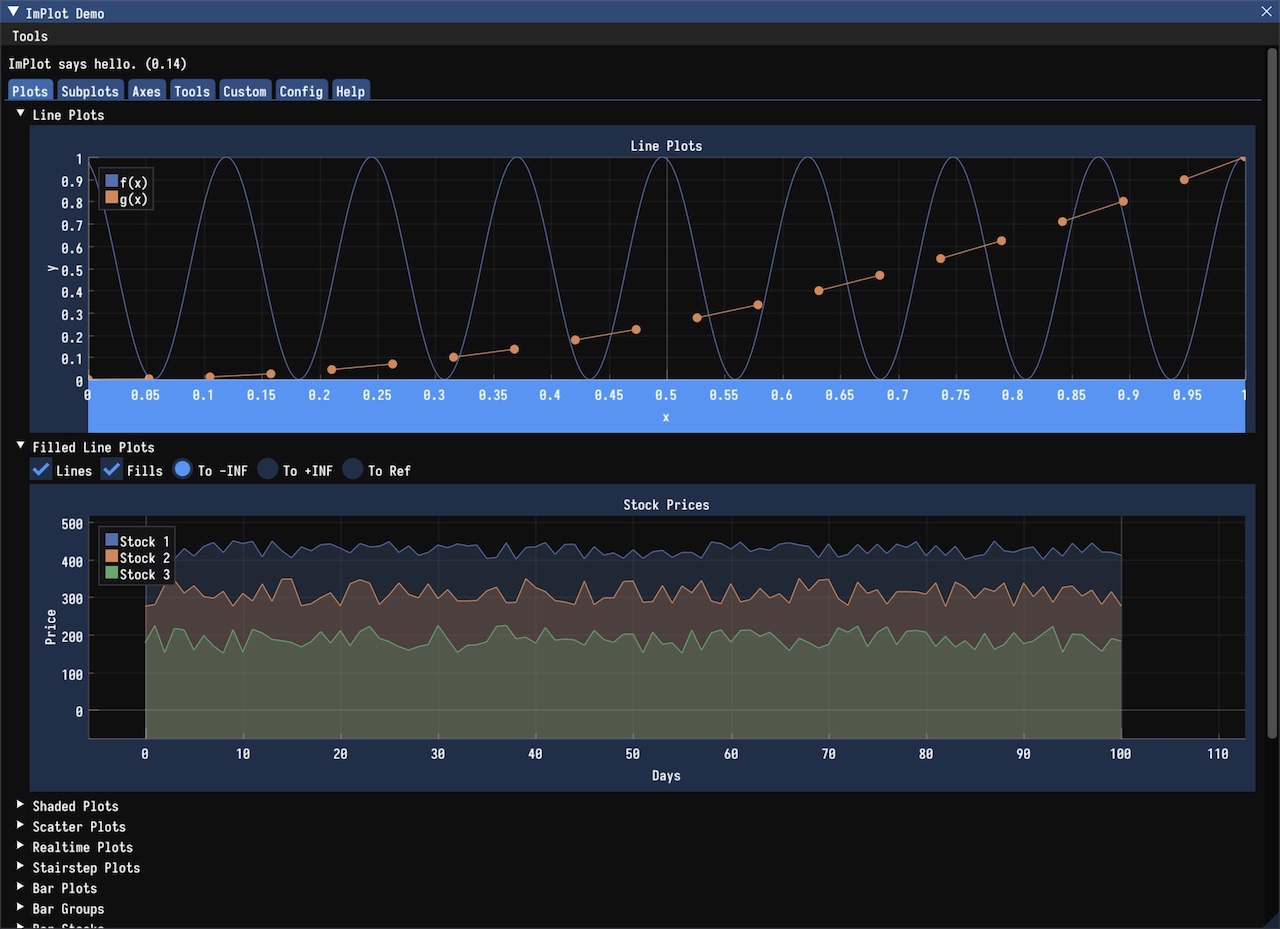 ImPlot Demo
Tools
ImPlot says hello. (0.14)
Plots Subplots Axes Tools Custom Config Help
Line Plots
Line Plots
f(x)
g(x)
y
1
0.9
0.8
0.7
0.6
0.5
0.4
0.3
0.2
0.1
0
0 0.05 0.1 0.15 0.2 0.25 0.3 0.35 0.4 0.45 0.5 0.55 0.6 0.65 0.7 0.75 0.8 0.85 0.9 0.95 1
x
Filled Line Plots
Lines Fills To -INF To +INF To Ref
Stock Prices
Stock 1
Stock 2
Stock 3
Price
500
400
300
200
100
0
0 10 20 30 40 50 60 70 80 90 100 110
Days
Shaded Plots
Scatter Plots
Realtime Plots
Stairstep Plots
Bar Plots
Bar Groups
Bar Stacks